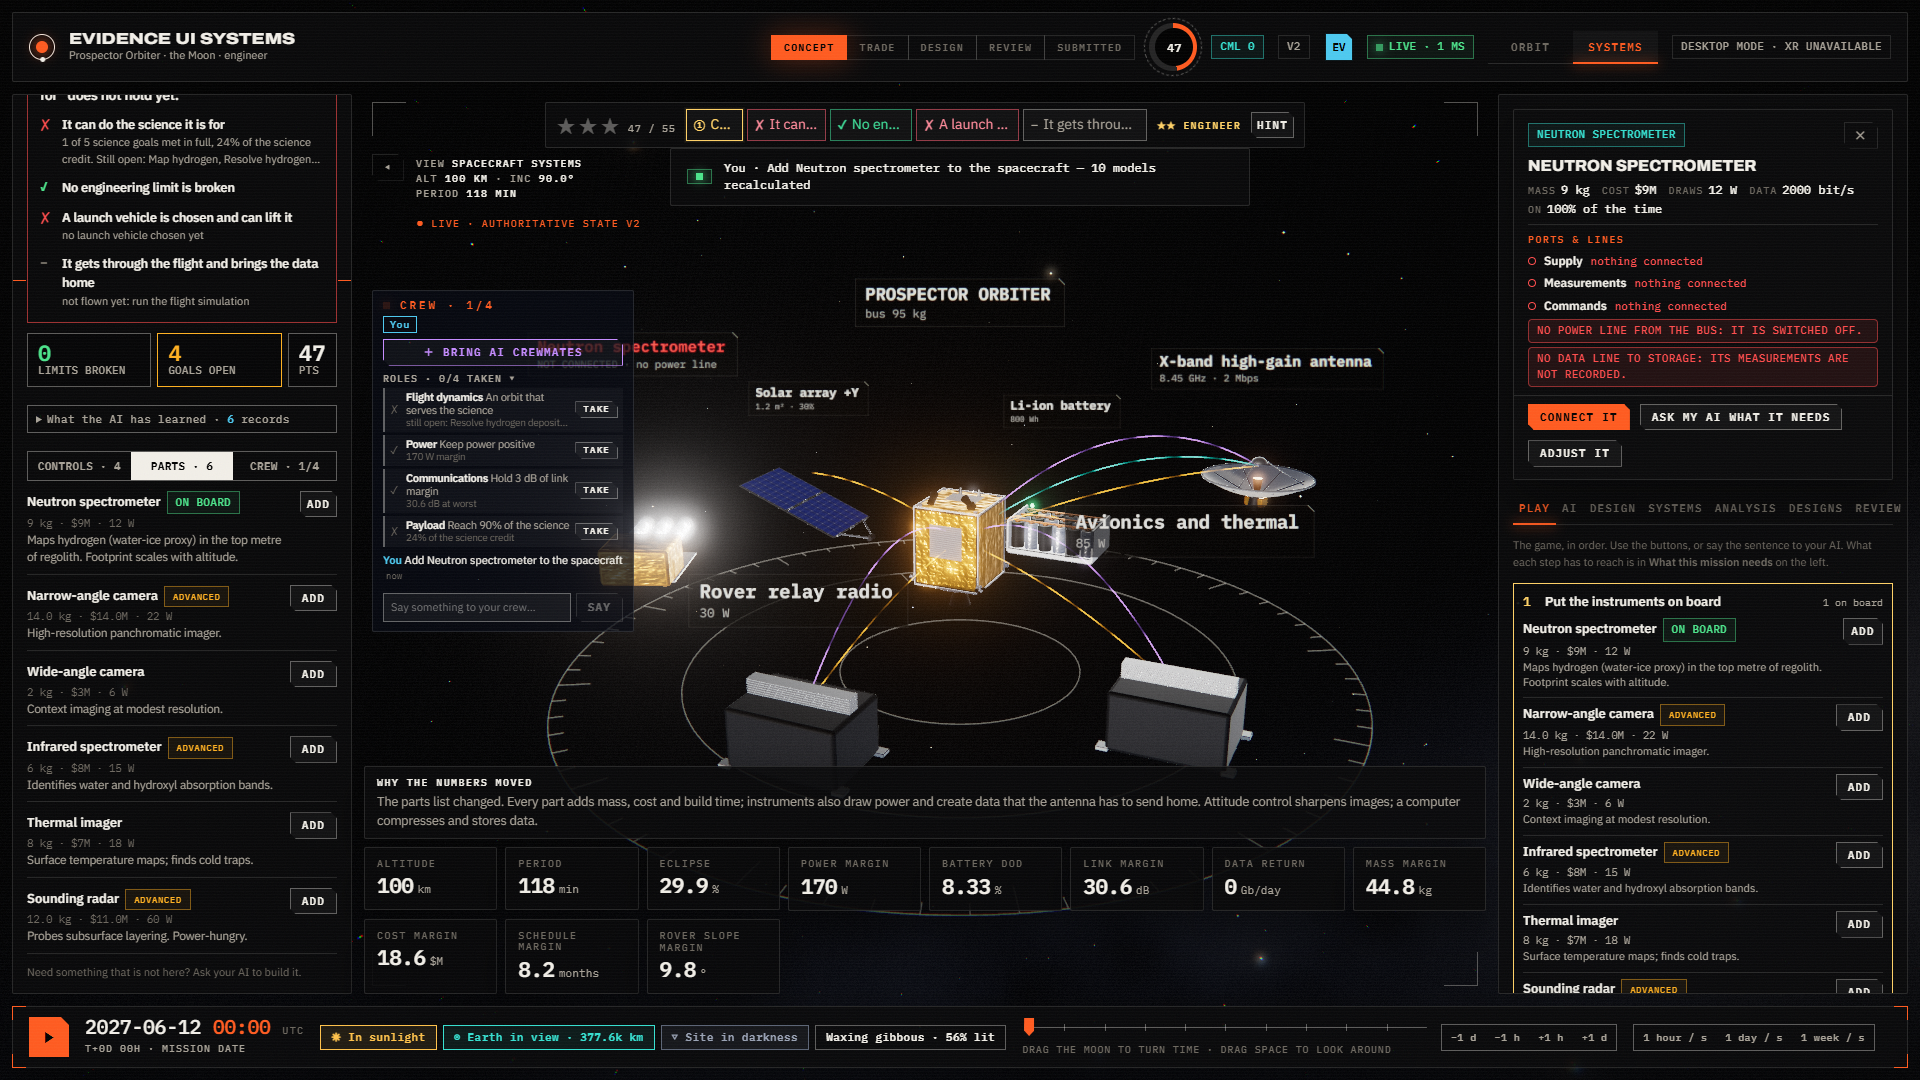 EVIDENCE UI SYSTEMS
Prospector Orbiter · the Moon · engineer
CONCEPT TRADE DESIGN REVIEW SUBMITTED
47
CML 0
V2
EV
LIVE · 1 MS
ORBIT
SYSTEMS
DESKTOP MODE · XR UNAVAILABLE
for" does not hold yet.
✗ It can do the science it is for
1 of 5 science goals met in full, 24% of the science
credit. Still open: Map hydrogen, Resolve hydrogen...
✓ No engineering limit is broken
✗ A launch vehicle is chosen and can lift it
no launch vehicle chosen yet
– It gets through the flight and brings the data
home
not flown yet: run the flight simulation
0
LIMITS BROKEN
4
GOALS OPEN
47
PTS
▸ What the AI has learned · 6 records
CONTROLS · 4
PARTS · 6
CREW · 1/4
Neutron spectrometer ON BOARD ADD
9 kg · $9M · 12 W
Maps hydrogen (water-ice proxy) in the top metre
of regolith. Footprint scales with altitude.
Narrow-angle camera ADVANCED ADD
14.0 kg · $14.0M · 22 W
High-resolution panchromatic imager.
Wide-angle camera ADD
2 kg · $3M · 6 W
Context imaging at modest resolution.
Infrared spectrometer ADVANCED ADD
6 kg · $8M · 15 W
Identifies water and hydroxyl absorption bands.
Thermal imager ADD
8 kg · $7M · 18 W
Surface temperature maps; finds cold traps.
Sounding radar ADVANCED ADD
12.0 kg · $11.0M · 60 W
Probes subsurface layering. Power-hungry.
Need something that is not here? Ask your AI to build it.
★★★ 47 / 55
① C...
✗ It can...
✓ No en...
✗ A launch ...
– It gets throu...
★★ ENGINEER
HINT
VIEW SPACECRAFT SYSTEMS
ALT 100 KM · INC 90.0°
PERIOD 118 MIN
LIVE · AUTHORITATIVE STATE V2
You · Add Neutron spectrometer to the spacecraft — 10 models
recalculated
CREW · 1/4
You
+ BRING AI CREWMATES
ROLES · 0/4 TAKEN ▾
✗ Flight dynamics An orbit that
serves the science
still open: Resolve hydrogen deposit...
TAKE
✓ Power Keep power positive
170 W margin
TAKE
✓ Communications Hold 3 dB of link
margin
30.6 dB at worst
TAKE
✗ Payload Reach 90% of the science
24% of the science credit
TAKE
You Add Neutron spectrometer to the spacecraft
now
Say something to your crew...
SAY
Neutron spectrometer
NOT CONNECTED · no power line
PROSPECTOR ORBITER
bus 95 kg
Solar array +Y
1.2 m² · 30%
Li-ion battery
800 Wh
X-band high-gain antenna
8.45 GHz · 2 Mbps
Avionics and thermal
85 W
Rover relay radio
30 W
WHY THE NUMBERS MOVED
The parts list changed. Every part adds mass, cost and build time; instruments also draw power and create data that the antenna has to send home. Attitude control sharpens images; a computer
compresses and stores data.
ALTITUDE
100 km
PERIOD
118 min
ECLIPSE
29.9 %
POWER MARGIN
170 W
BATTERY DOD
8.33 %
LINK MARGIN
30.6 dB
DATA RETURN
0 Gb/day
MASS MARGIN
44.8 kg
COST MARGIN
18.6 $M
SCHEDULE
MARGIN
8.2 months
ROVER SLOPE
MARGIN
9.8 °
NEUTRON SPECTROMETER
✕
NEUTRON SPECTROMETER
MASS 9 kg COST $9M DRAWS 12 W DATA 2000 bit/s
ON 100% of the time
PORTS & LINES
Supply nothing connected
Measurements nothing connected
Commands nothing connected
NO POWER LINE FROM THE BUS: IT IS SWITCHED OFF.
NO DATA LINE TO STORAGE: ITS MEASUREMENTS ARE
NOT RECORDED.
CONNECT IT
ASK MY AI WHAT IT NEEDS
ADJUST IT
PLAY AI DESIGN SYSTEMS ANALYSIS DESIGNS REVIEW
The game, in order. Use the buttons, or say the sentence to your AI. What
each step has to reach is in What this mission needs on the left.
1 Put the instruments on board 1 on board
Neutron spectrometer ON BOARD ADD
9 kg · $9M · 12 W
Maps hydrogen (water-ice proxy) in the top metre of regolith.
Footprint scales with altitude.
Narrow-angle camera ADVANCED ADD
14.0 kg · $14.0M · 22 W
High-resolution panchromatic imager.
Wide-angle camera ADD
2 kg · $3M · 6 W
Context imaging at modest resolution.
Infrared spectrometer ADVANCED ADD
6 kg · $8M · 15 W
Identifies water and hydroxyl absorption bands.
Thermal imager ADD
8 kg · $7M · 18 W
Surface temperature maps; finds cold traps.
Sounding radar ADVANCED ADD
2027-06-12 00:00 UTC
T+0D 00H · MISSION DATE
In sunlight
Earth in view · 377.6k km
Site in darkness
Waxing gibbous · 56% lit
DRAG THE MOON TO TURN TIME · DRAG SPACE TO LOOK AROUND
−1 d −1 h +1 h +1 d
1 hour / s 1 day / s 1 week / s